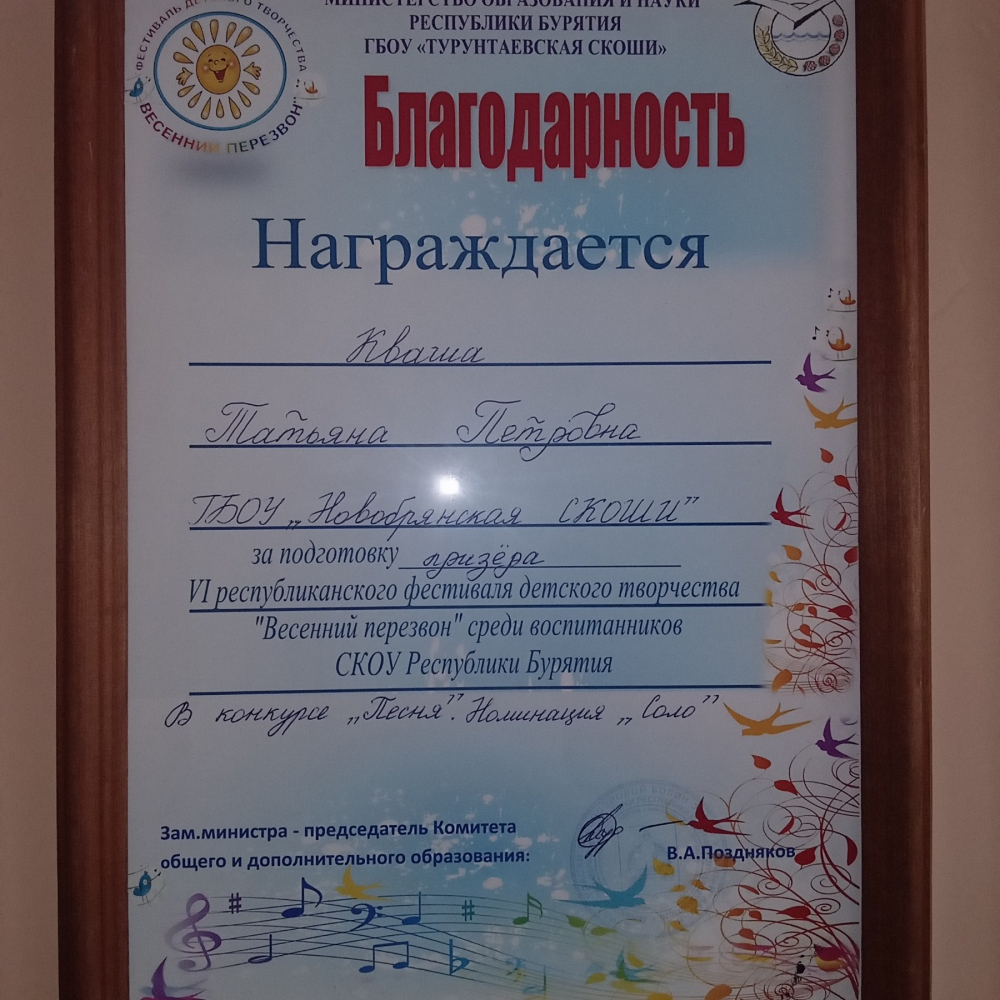 МИНИСТЕРСТВО ОБРАЗОВАНИЯ И НАУКИ
РЕСПУБЛИКИ БУРЯТИЯ
ГБОУ «ТУРУНТАЕВСКАЯ СКОШИ»
ФЕСТИВАЛЬ ДЕТСКОГО ТВОРЧЕСТВА
"ВЕСЕННИЙ ПЕРЕЗВОН"
Благодарность
Награждается
Кваша
Татьяна Петровна
ГБОУ „Новобрянская СКОШИ”
за подготовку призёра
VI республиканского фестиваля детского творчества
"Весенний перезвон" среди воспитанников
СКОУ Республики Бурятия
В конкурсе „Песня”. Номинация „Соло”
Зам.министра - председатель Комитета
общего и дополнительного образования:
В.А.Поздняков